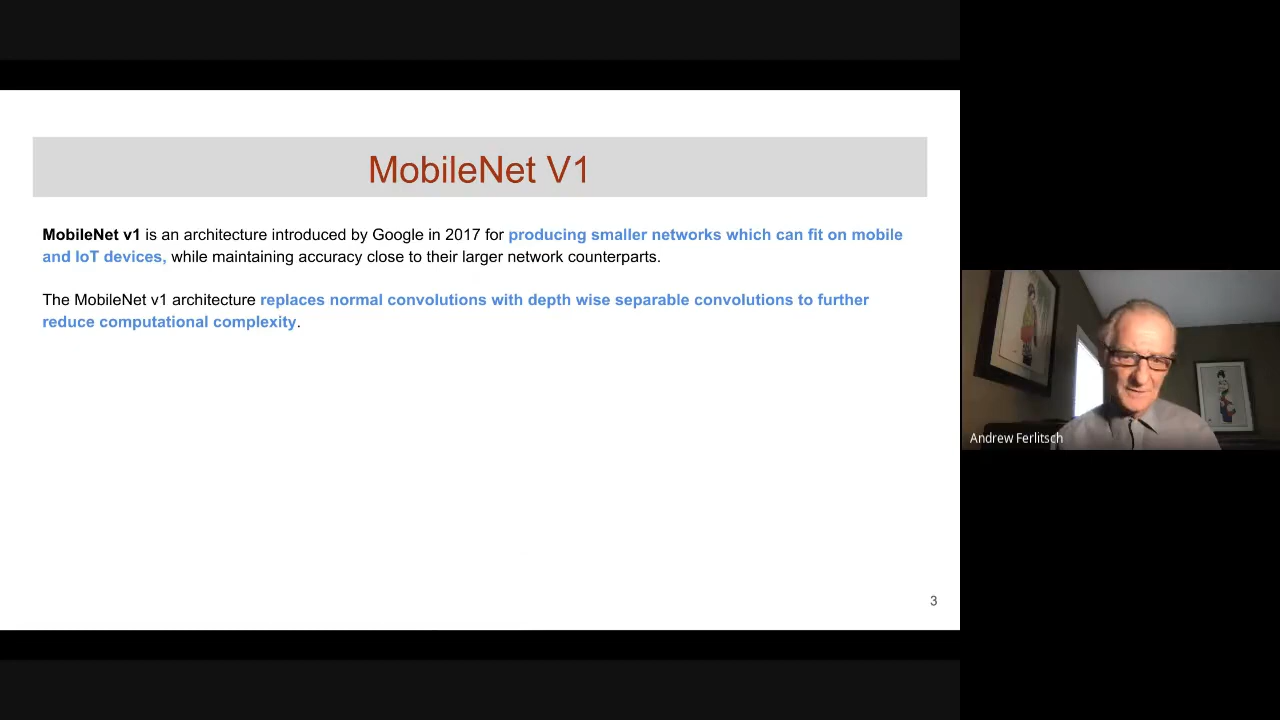 MobileNet V1
MobileNet v1 is an architecture introduced by Google in 2017 for producing smaller networks which can fit on mobile
and IoT devices, while maintaining accuracy close to their larger network counterparts.
The MobileNet v1 architecture replaces normal convolutions with depth wise separable convolutions to further
reduce computational complexity.
3
Andrew Ferlitsch